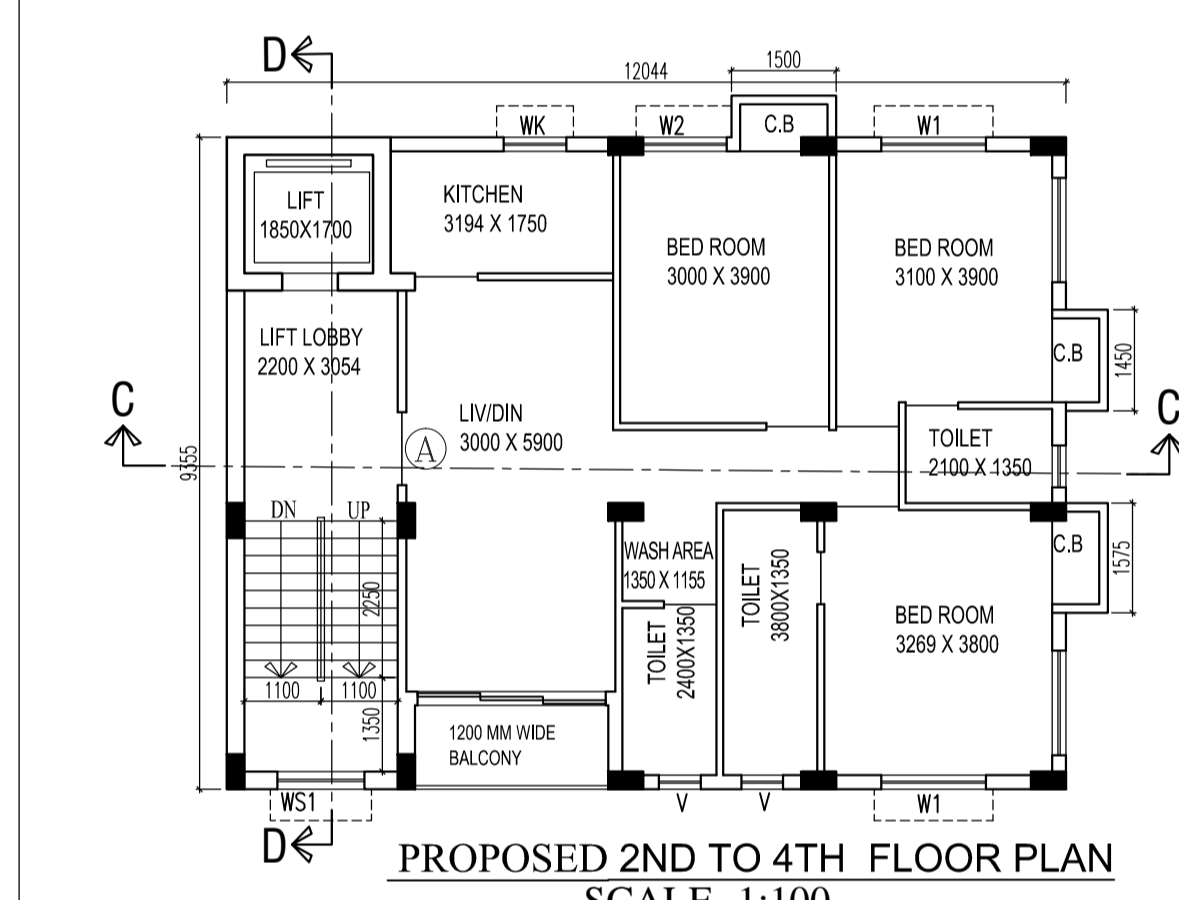 D
12044
1500
WK
W2
C.B
W1
LIFT
1850X1700
KITCHEN
3194 X 1750
BED ROOM
3000 X 3900
BED ROOM
3100 X 3900
LIFT LOBBY
2200 X 3054
C.B
1450
C
C
LIV/DIN
3000 X 5900
A
TOILET
2100 X 1350
9355
DN
UP
C.B
1575
WASH AREA
1350 X 1155
TOILET
3800X1350
2250
TOILET
2400X1350
BED ROOM
3269 X 3800
1100
1100
1350
1200 MM WIDE
BALCONY
WS1
V
V
W1
D
PROPOSED 2ND TO 4TH FLOOR PLAN
SCALE 1:100